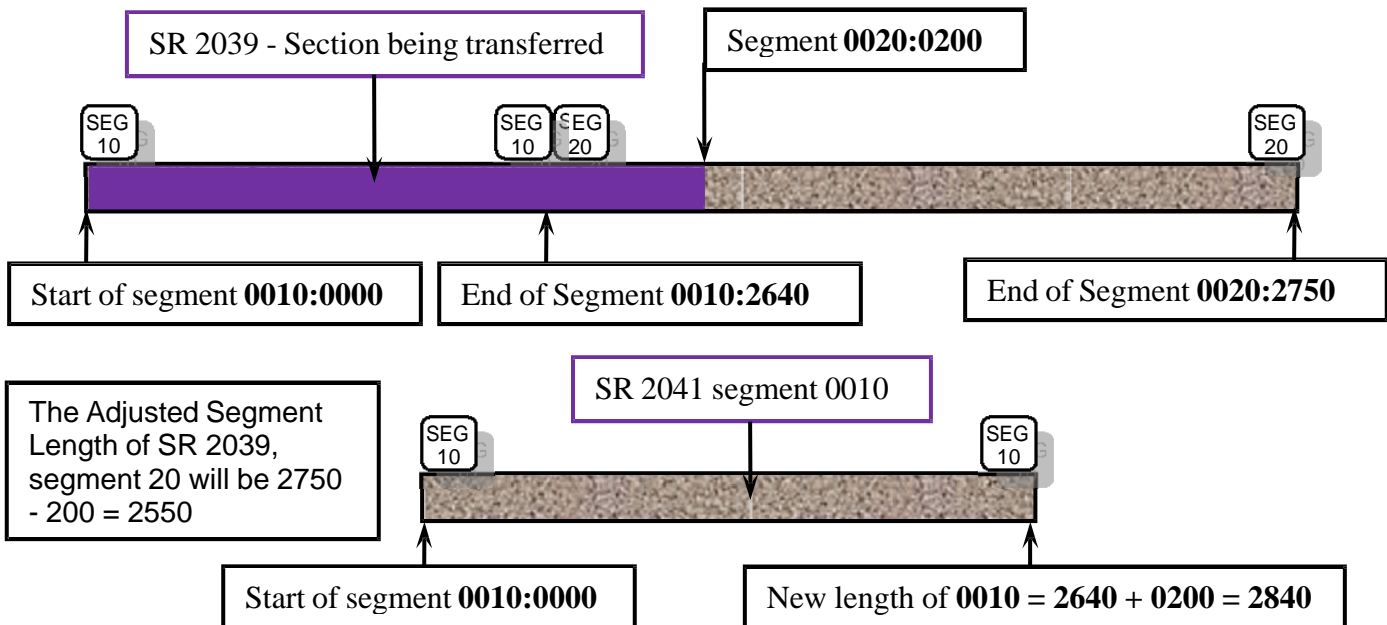 SR 2039 - Section being transferred
Segment 0020:0200
SEG
10
SEG
10
SEG
20
SEG
20
Start of segment 0010:0000
End of Segment 0010:2640
End of Segment 0020:2750
The Adjusted Segment
Length of SR 2039,
segment 20 will be 2750
- 200 = 2550
SR 2041 segment 0010
SEG
10
SEG
10
Start of segment 0010:0000
New length of 0010 = 2640 + 0200 = 2840